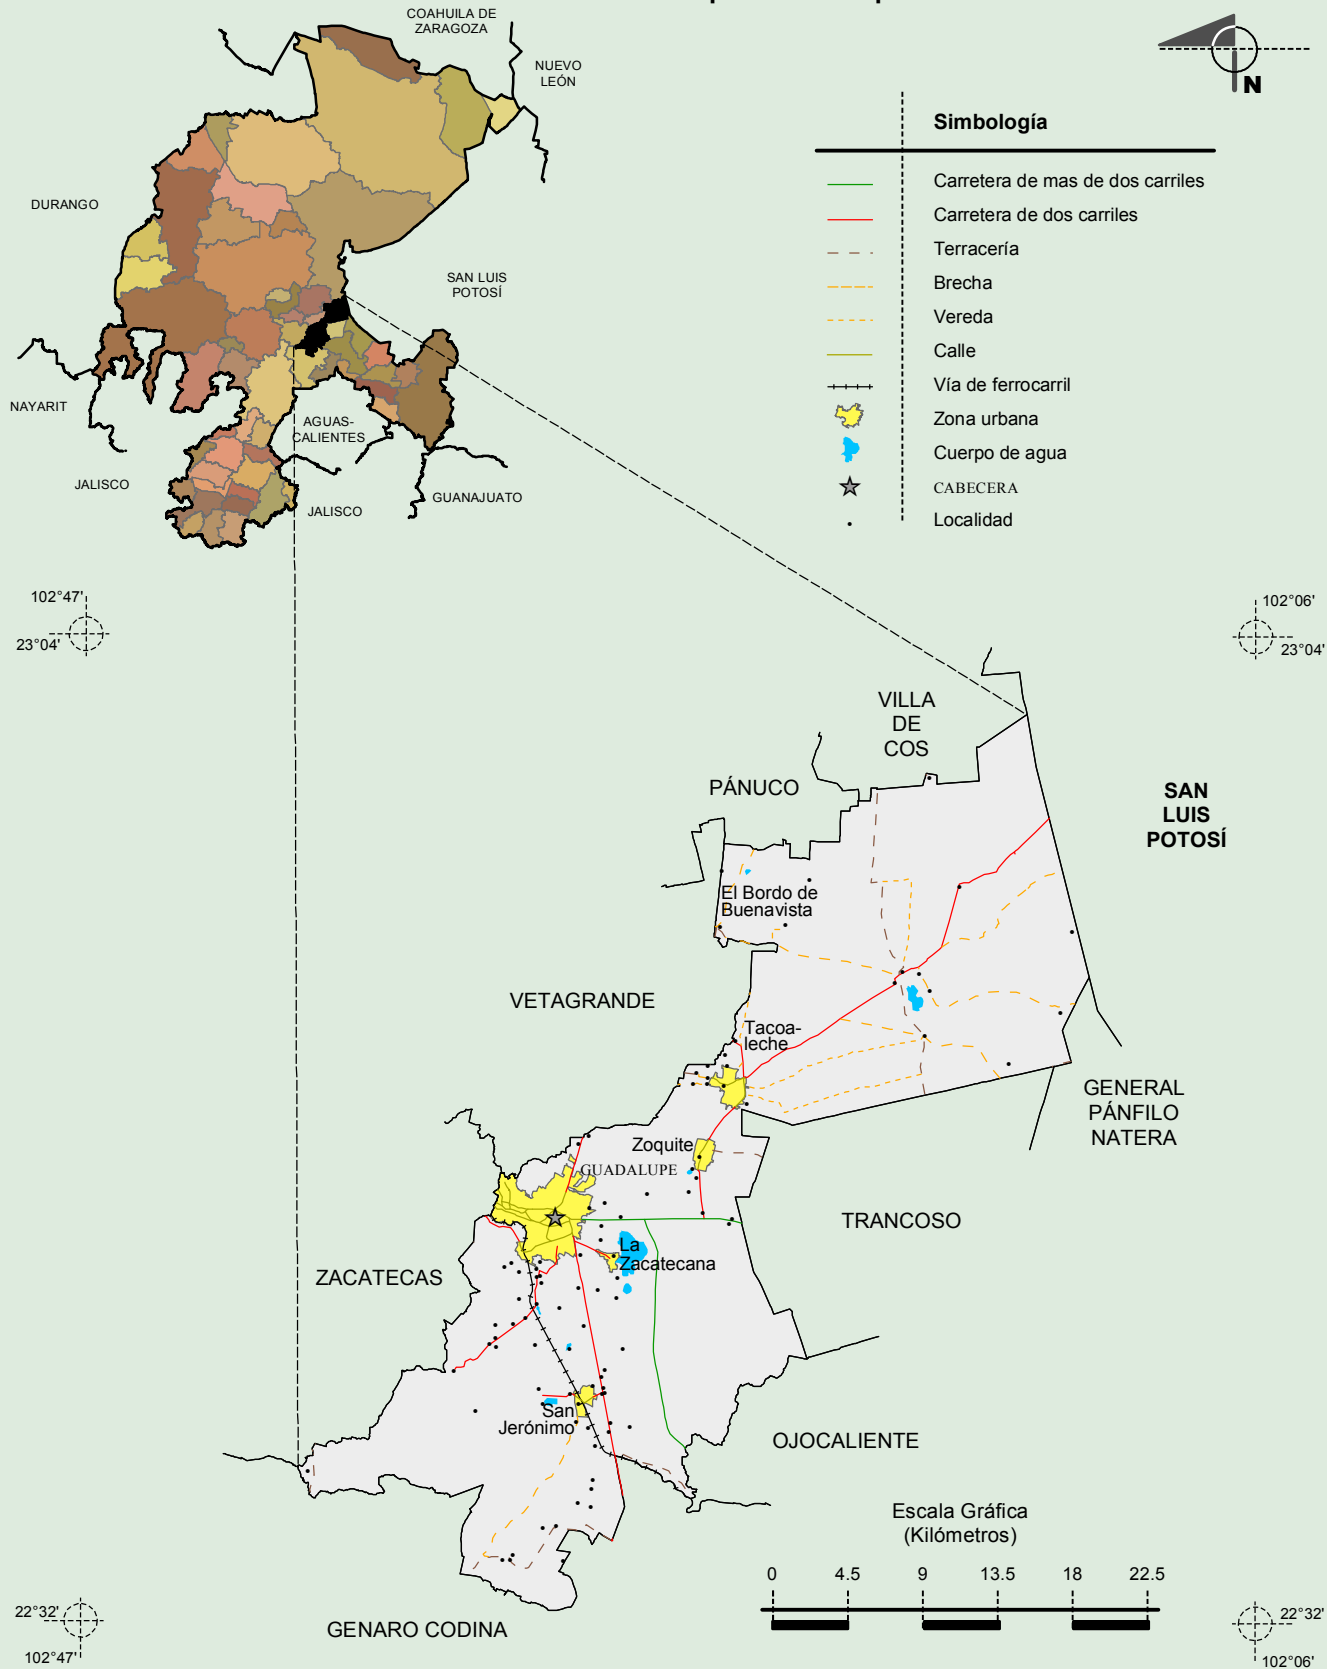 COAHUILA DE
ZARAGOZA
NUEVO
LEÓN
DURANGO
SAN LUIS
POTOSÍ
NAYARIT
AGUAS-
CALIENTES
JALISCO
JALISCO
GUANAJUATO
N
Simbología
Carretera de mas de dos carriles
Carretera de dos carriles
Terracería
Brecha
Vereda
Calle
Vía de ferrocarril
Zona urbana
Cuerpo de agua
CABECERA
Localidad
102°47'
23°04'
102°06'
23°04'
VILLA
DE
COS
PÁNUCO
SAN
LUIS
POTOSÍ
El Bordo de
Buenavista
VETAGRANDE
Tacoa-
leche
GENERAL
PÁNFILO
NATERA
Zoquite
GUADALUPE
TRANCOSO
La
Zacatecana
ZACATECAS
San
Jerónimo
OJOCALIENTE
Escala Gráfica
(Kilómetros)
0 4.5 9 13.5 18 22.5
GENARO CODINA
22°32'
102°47'
22°32'
102°06'